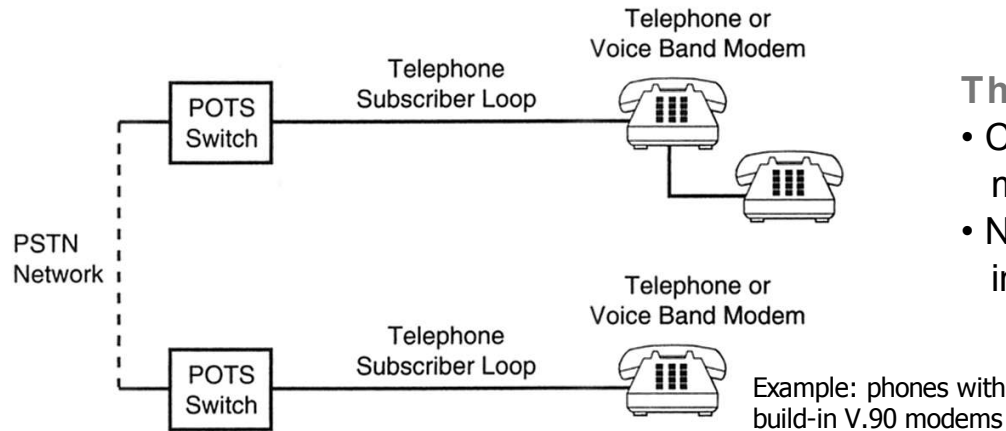 Telephone or
Voice Band Modem
Telephone
Subscriber Loop
POTS
Switch
PSTN
Network
Telephone or
Voice Band Modem
Telephone
Subscriber Loop
POTS
Switch
Example: phones with
build-in V.90 modems
Th
•
•